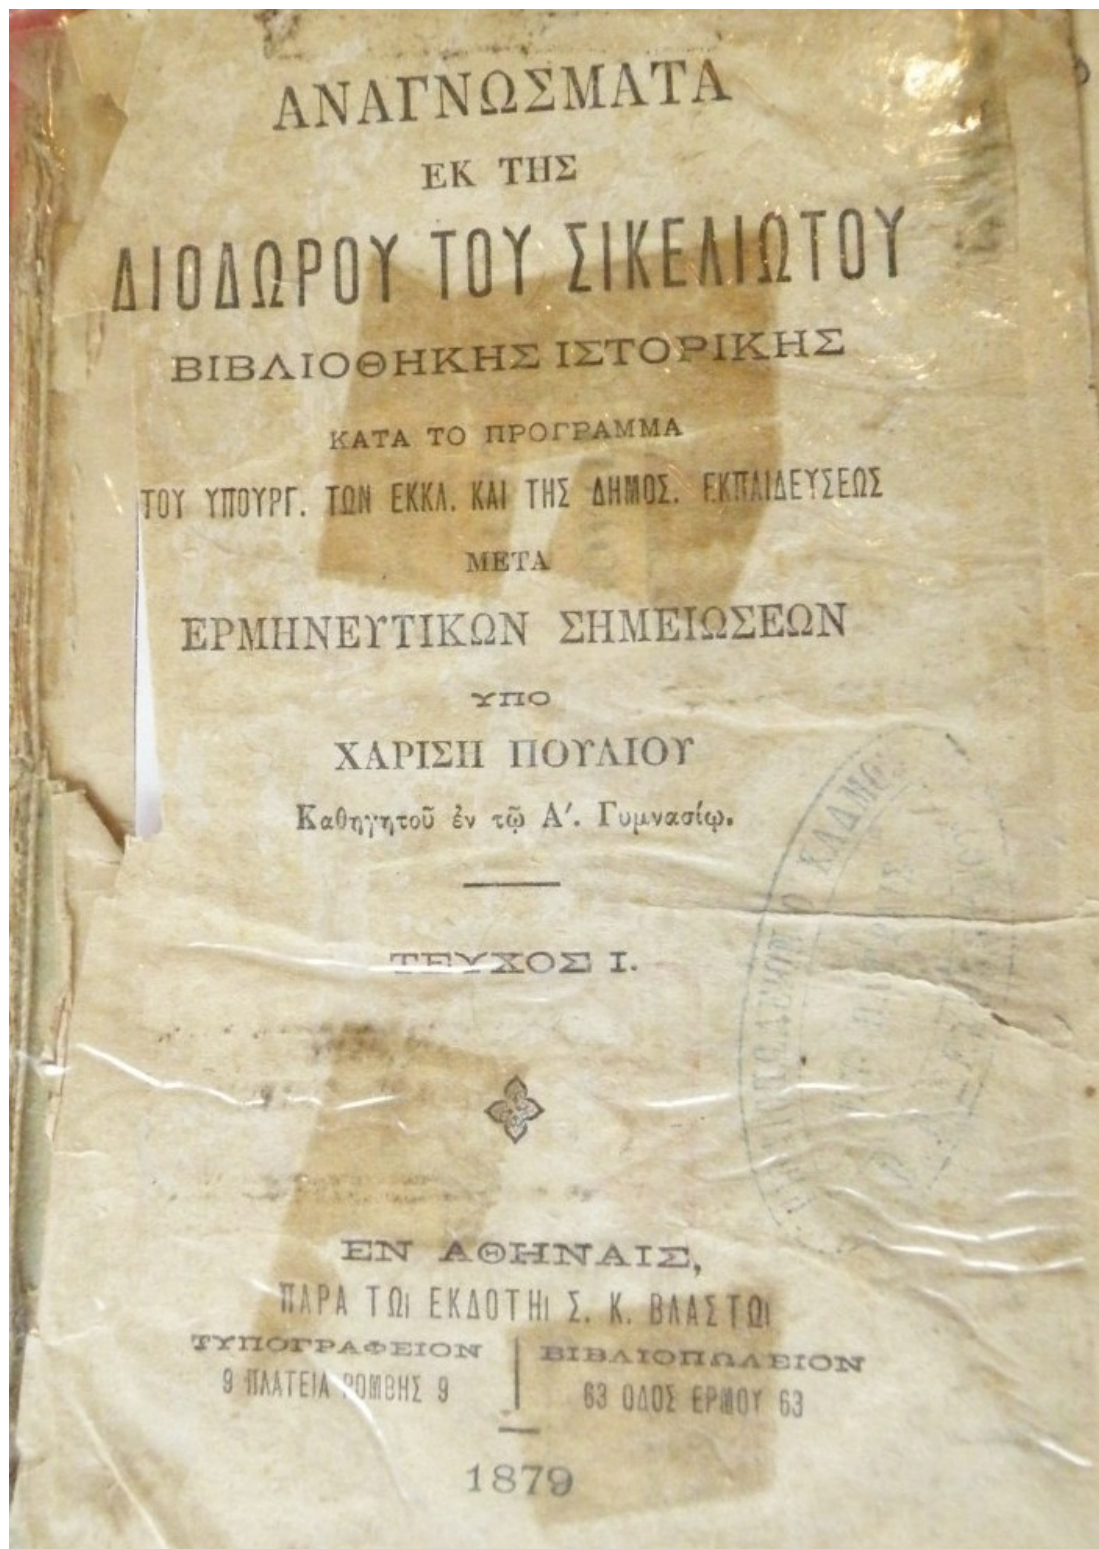 ΑΝΑΓΝΩΣΜΑΤΑ
ΕΚ ΤΗΣ
ΔΙΟΔΩΡΟΥ ΤΟΥ ΣΙΚΕΛΙΩΤΟΥ
ΒΙΒΛΙΟΘΗΚΗΣ ΙΣΤΟΡΙΚΗΣ
ΚΑΤΑ ΤΟ ΠΡΟΓΡΑΜΜΑ
ΤΟΥ ΥΠΟΥΡΓ. ΤΩΝ ΕΚΚΛ. ΚΑΙ ΤΗΣ ΔΗΜΟΣ. ΕΚΠΑΙΔΕΥΣΕΩΣ
ΜΕΤΑ
ΕΡΜΗΝΕΥΤΙΚΩΝ ΣΗΜΕΙΩΣΕΩΝ
ΥΠΟ
ΧΑΡΙΣΗ ΠΟΥΛΙΟΥ
Καθηγητοῦ ἐν τῷ Α′. Γυμνασίῳ.
ΤΕΥΧΟΣ Ι.
ΕΝ ΑΘΗΝΑΙΣ,
ΠΑΡΑ ΤΩι ΕΚΔΟΤΗι Σ. Κ. ΒΛΑΣΤΩι
ΤΥΠΟΓΡΑΦΕΙΟΝ | ΒΙΒΛΙΟΠΩΛΕΙΟΝ
9 ΠΛΑΤΕΙΑ ΡΟΜΒΗΣ 9 | 63 ΟΔΟΣ ΕΡΜΟΥ 63
1879